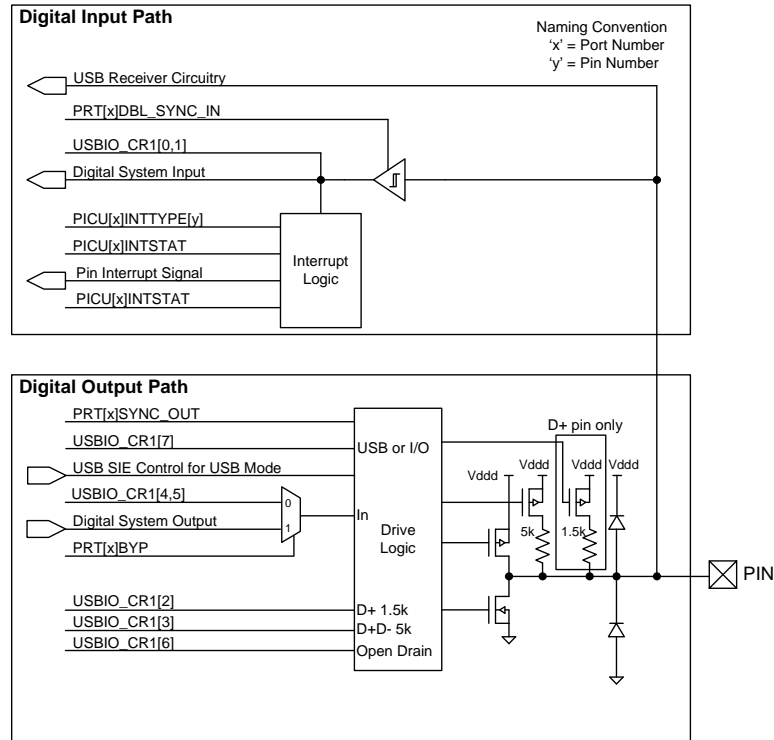 Digital Input Path
Naming Convention
'x' = Port Number
'y' = Pin Number
USB Receiver Circuitry
PRT[x]DBL_SYNC_IN
USBIO_CR1[0,1]
Digital System Input
PICU[x]INTTYPE[y]
PICU[x]INTSTAT
Pin Interrupt Signal
PICU[x]INTSTAT
Interrupt
Logic
Digital Output Path
PRT[x]SYNC_OUT
USBIO_CR1[7]
USB SIE Control for USB Mode
USBIO_CR1[4,5]
Digital System Output
PRT[x]BYP
0
1
USB or I/O
In
Drive
Logic
USBIO_CR1[2]
USBIO_CR1[3]
USBIO_CR1[6]
D+ 1.5k
D+D- 5k
Open Drain
D+ pin only
Vddd
Vddd
Vddd
Vddd
5k
1.5k
PIN